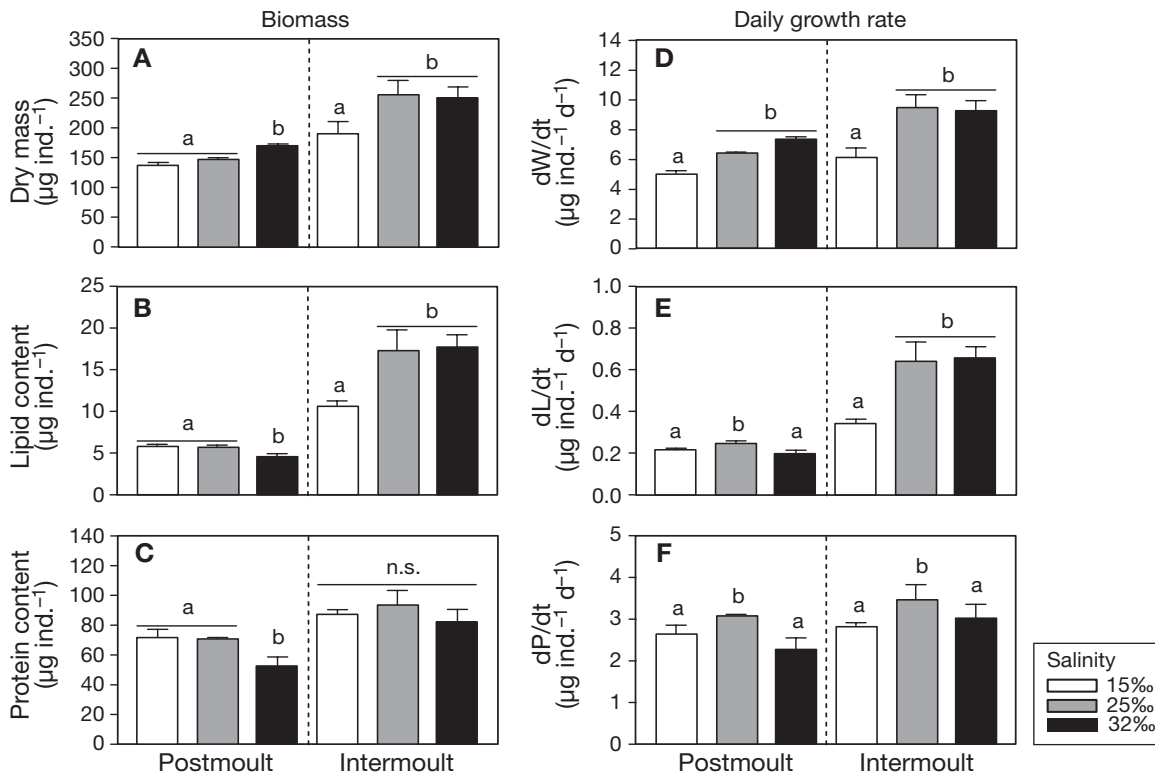 Biomass
Daily growth rate
A
Dry mass
(µg ind.⁻¹)
350
300
250
200
150
100
50
0
a
b
a
b
D
dW/dt
(µg ind.⁻¹ d⁻¹)
14
12
10
8
6
4
2
0
a
b
a
b
B
Lipid content
(µg ind.⁻¹)
25
20
15
10
5
0
a
b
a
b
E
dL/dt
(µg ind.⁻¹ d⁻¹)
1.0
0.8
0.6
0.4
0.2
0.0
a
b
a
a
b
C
Protein content
(µg ind.⁻¹)
140
120
100
80
60
40
20
0
a
b
n.s.
Postmoult
Intermoult
F
dP/dt
(µg ind.⁻¹ d⁻¹)
5
4
3
2
1
0
a
b
a
a
b
a
Postmoult
Intermoult
Salinity
15‰
25‰
32‰